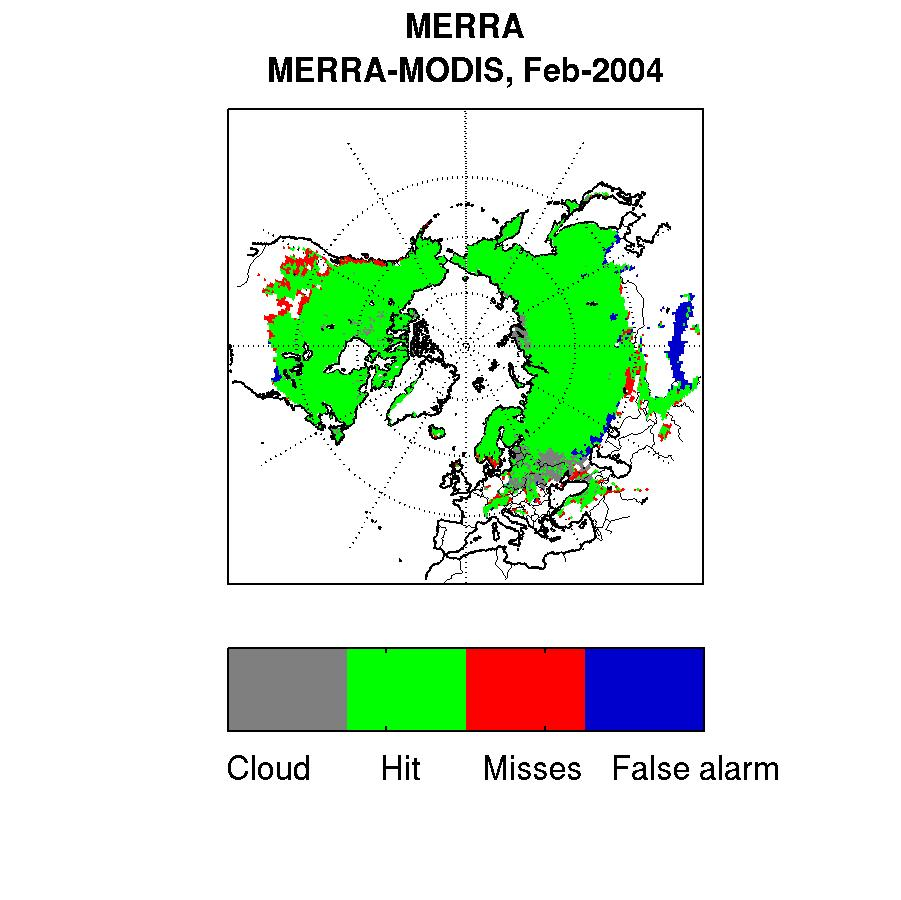 MERRA
MERRA-MODIS, Feb-2004
Cloud Hit Misses False alarm